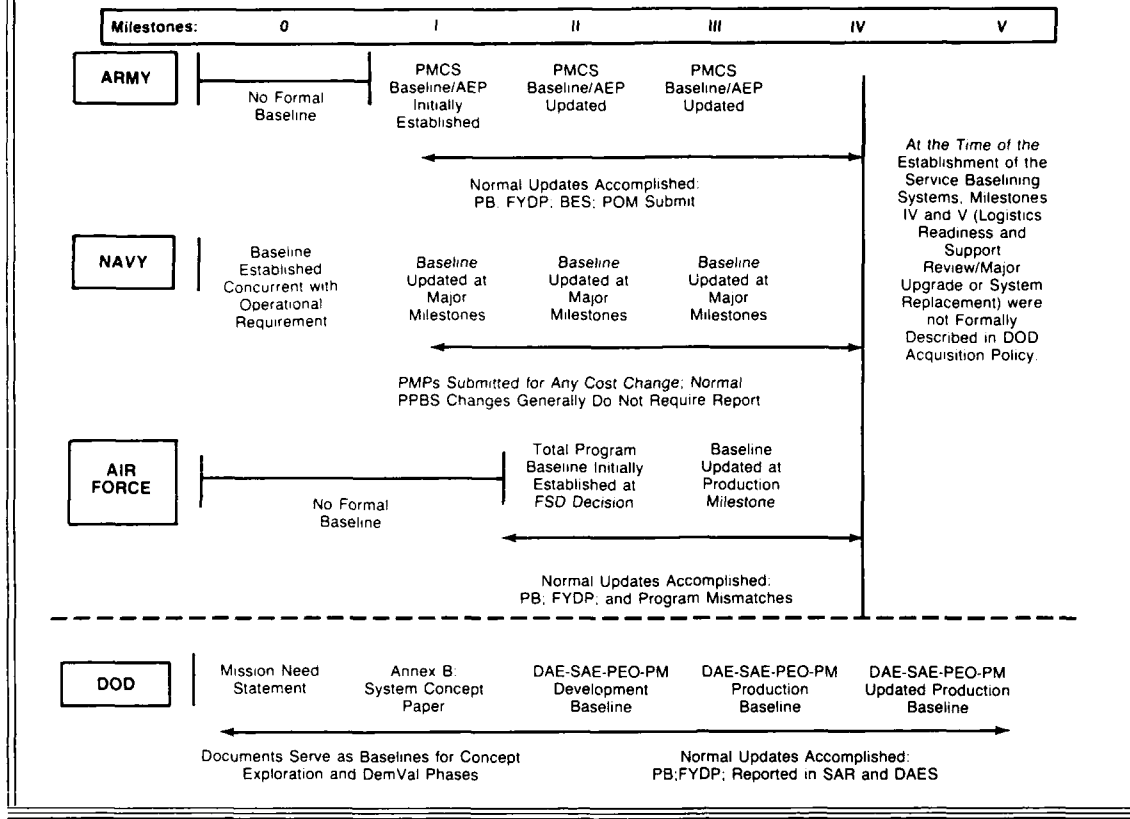 Milestones: 0 I II III IV V
ARMY
No Formal
Baseline
PMCS
Baseline/AEP
Initially
Established
PMCS
Baseline/AEP
Updated
PMCS
Baseline/AEP
Updated
Normal Updates Accomplished:
PB. FYDP; BES; POM Submit
At the Time of the
Establishment of the
Service Baselining
Systems, Milestones
IV and V (Logistics
Readiness and
Support
Review/Major
Upgrade or System
Replacement) were
not Formally
Described in DOD
Acquisition Policy.
NAVY
Baseline
Established
Concurrent with
Operational
Requirement
Baseline
Updated at
Major
Milestones
Baseline
Updated at
Major
Milestones
Baseline
Updated at
Major
Milestones
PMPs Submitted for Any Cost Change; Normal
PPBS Changes Generally Do Not Require Report
AIR
FORCE
No Formal
Baseline
Total Program
Baseline Initially
Established at
FSD Decision
Baseline
Updated at
Production
Milestone
Normal Updates Accomplished:
PB; FYDP; and Program Mismatches
DOD
Mission Need
Statement
Annex B:
System Concept
Paper
DAE-SAE-PEO-PM
Development
Baseline
DAE-SAE-PEO-PM
Production
Baseline
DAE-SAE-PEO-PM
Updated Production
Baseline
Documents Serve as Baselines for Concept
Exploration and DemVal Phases
Normal Updates Accomplished:
PB;FYDP; Reported in SAR and DAES